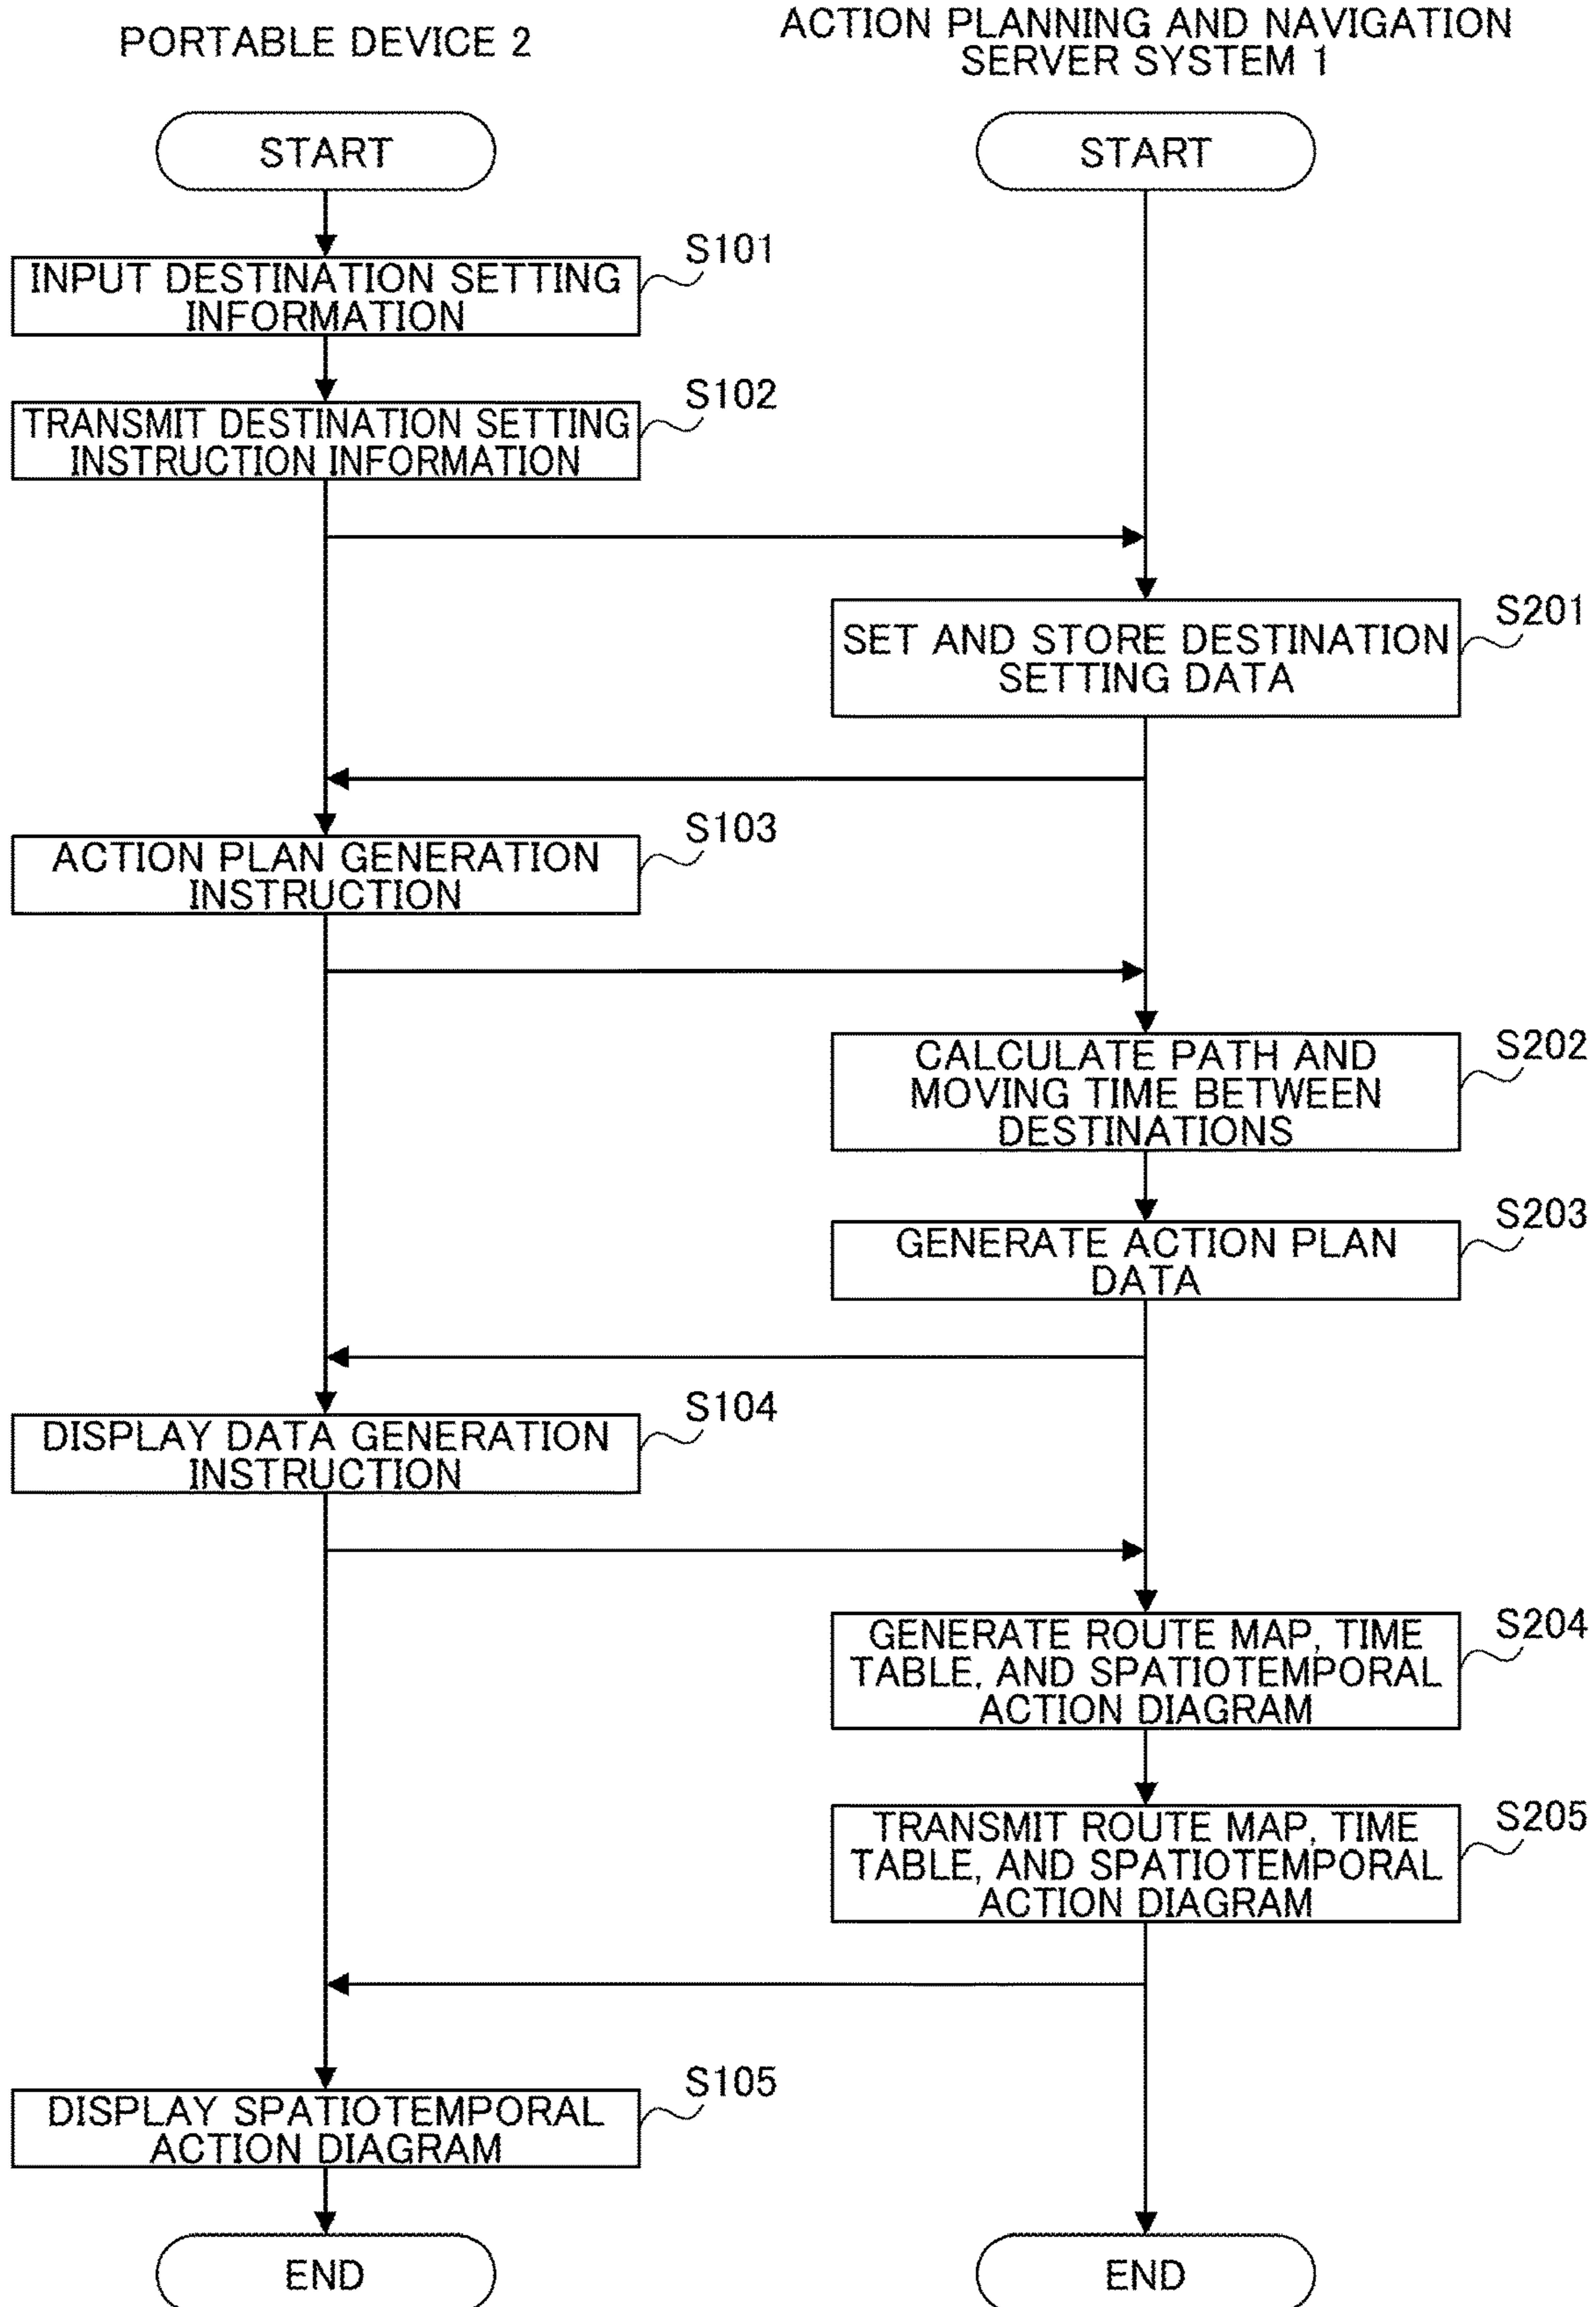 PORTABLE DEVICE 2
ACTION PLANNING AND NAVIGATION
SERVER SYSTEM 1
START
START
S101
INPUT DESTINATION SETTING
INFORMATION
S102
TRANSMIT DESTINATION SETTING
INSTRUCTION INFORMATION
S201
SET AND STORE DESTINATION
SETTING DATA
S103
ACTION PLAN GENERATION
INSTRUCTION
S202
CALCULATE PATH AND
MOVING TIME BETWEEN
DESTINATIONS
S203
GENERATE ACTION PLAN
DATA
S104
DISPLAY DATA GENERATION
INSTRUCTION
S204
GENERATE ROUTE MAP, TIME
TABLE, AND SPATIOTEMPORAL
ACTION DIAGRAM
S205
TRANSMIT ROUTE MAP, TIME
TABLE, AND SPATIOTEMPORAL
ACTION DIAGRAM
S105
DISPLAY SPATIOTEMPORAL
ACTION DIAGRAM
END
END